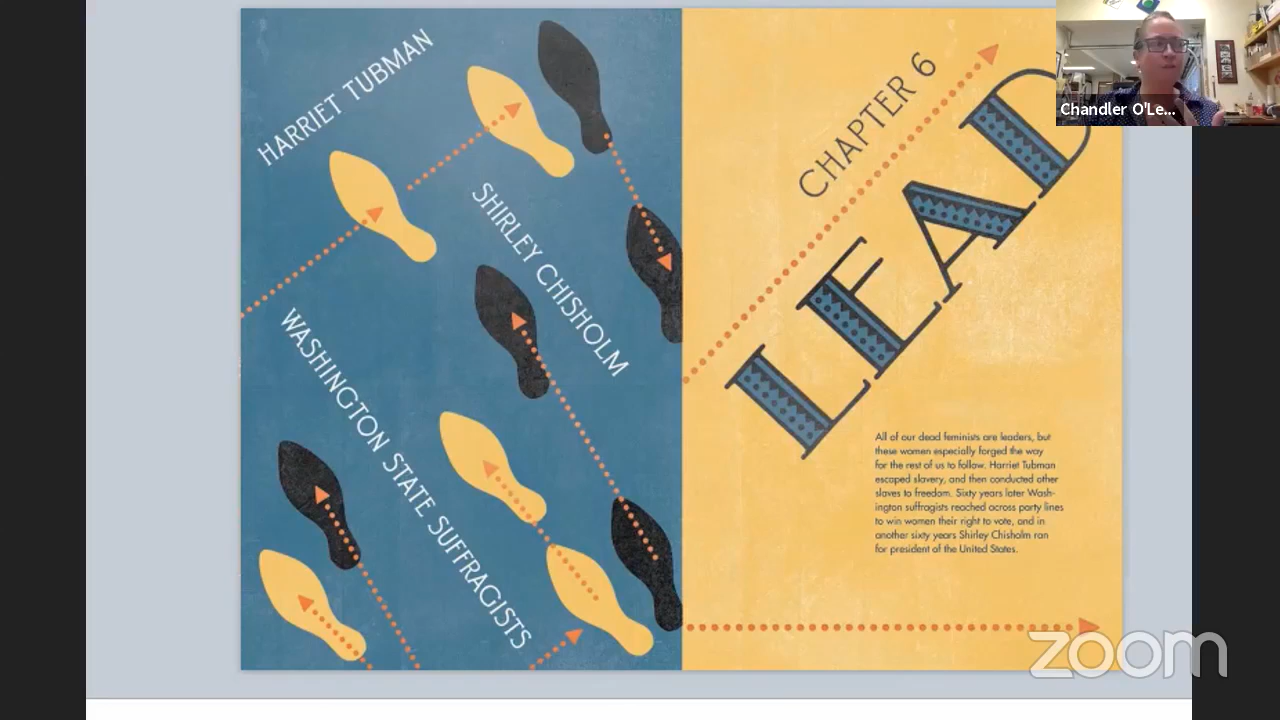 HARRIET TUBMAN
SHIRLEY CHISHOLM
WASHINGTON STATE SUFFRAGISTS
CHAPTER 6
LEAD
All of our dead feminists are leaders, but
these women especially forged the way
for the rest of us to follow. Harriet Tubman
escaped slavery, and then conducted other
slaves to freedom. Sixty years later Wash-
ington suffragists reached across party lines
to win women their right to vote, and in
another sixty years Shirley Chisholm ran
for president of the United States.
Chandler O'Le...
zoom